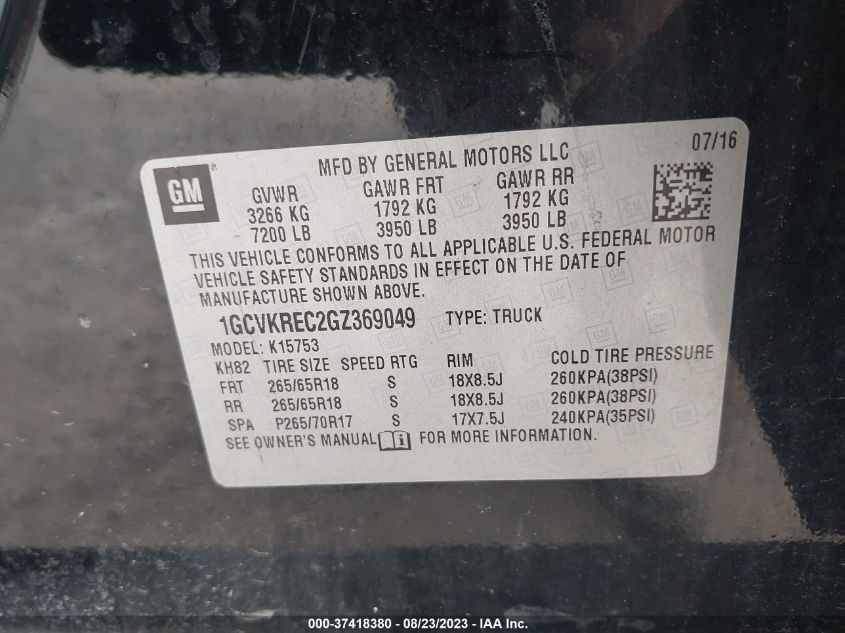 MFD BY GENERAL MOTORS LLC 07/16
GM
GVWR GAWR FRT GAWR RR
3266 KG 1792 KG 1792 KG
7200 LB 3950 LB 3950 LB
THIS VEHICLE CONFORMS TO ALL APPLICABLE U.S. FEDERAL MOTOR
VEHICLE SAFETY STANDARDS IN EFFECT ON THE DATE OF
MANUFACTURE SHOWN ABOVE.
1GCVKREC2GZ369049 TYPE: TRUCK
MODEL: K15753
KH82 TIRE SIZE SPEED RTG RIM COLD TIRE PRESSURE
FRT 265/65R18 S 18X8.5J 260KPA(38PSI)
RR 265/65R18 S 18X8.5J 260KPA(38PSI)
SPA P265/70R17 S 17X7.5J 240KPA(35PSI)
SEE OWNER'S MANUAL FOR MORE INFORMATION.
000-37418380 - 08/23/2023 - IAA Inc.